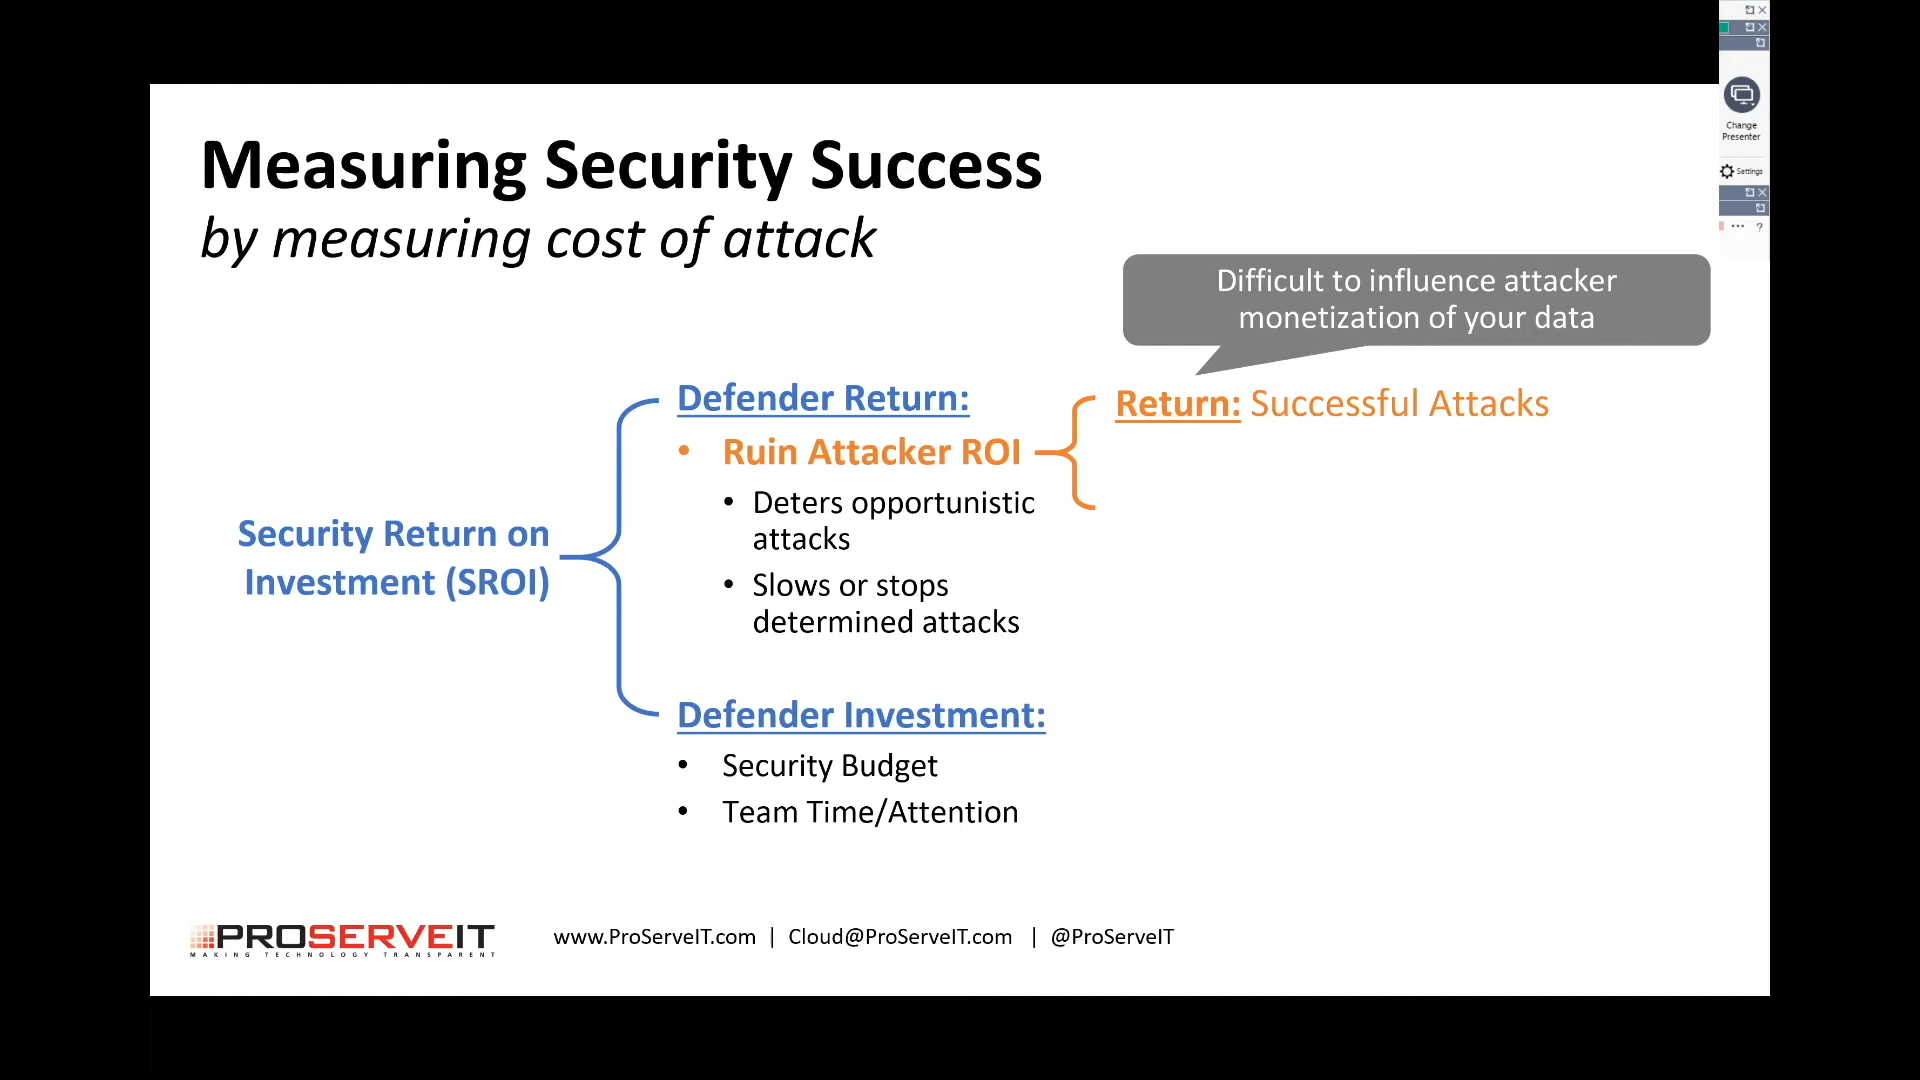 Measuring Security Success
by measuring cost of attack
Difficult to influence attacker
monetization of your data
Security Return on
Investment (SROI)
Defender Return:
• Ruin Attacker ROI
• Deters opportunistic
attacks
• Slows or stops
determined attacks
Return: Successful Attacks
Defender Investment:
• Security Budget
• Team Time/Attention
PROSERVEIT
MAKING TECHNOLOGY TRANSPARENT
www.ProServeIT.com | Cloud@ProServeIT.com | @ProServeIT
Change
Presenter
Settings
... ?